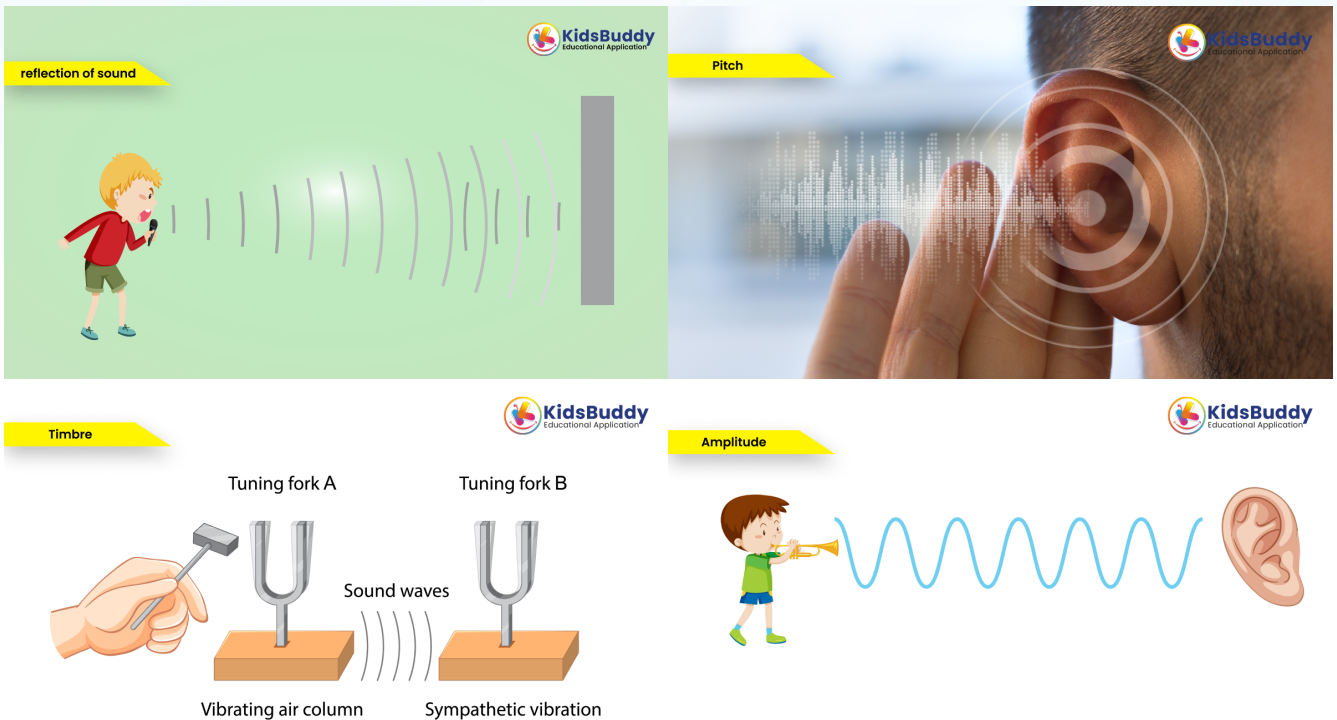 KidsBuddy
Educational Application
reflection of sound
KidsBuddy
Educational Application
Pitch
KidsBuddy
Educational Application
Timbre
Tuning fork A
Tuning fork B
Sound waves
Vibrating air column
Sympathetic vibration
KidsBuddy
Educational Application
Amplitude